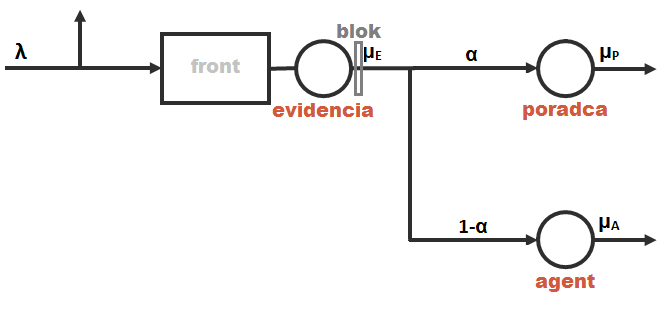 blok
λ
μE
α
μP
front
evidencia
poradca
1-α
μA
agent